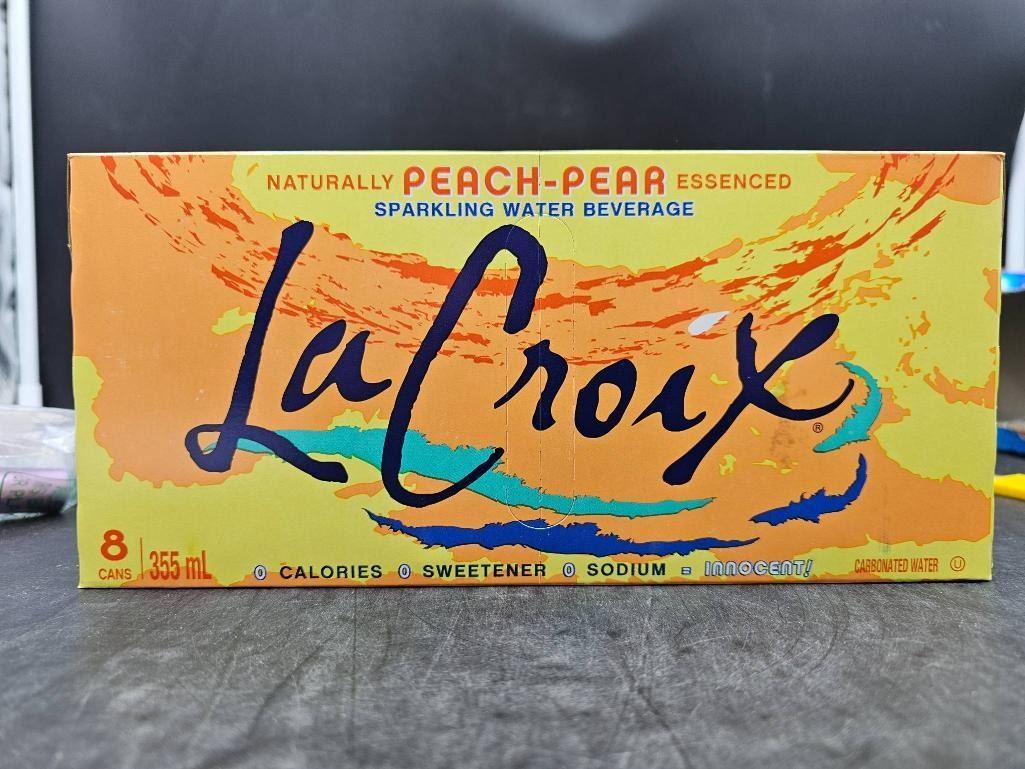 NATURALLY PEACH-PEAR ESSENCED
SPARKLING WATER BEVERAGE
LaCroix®
8 CANS | 355 mL
0 CALORIES 0 SWEETENER 0 SODIUM = INNOCENT!
CARBONATED WATER U